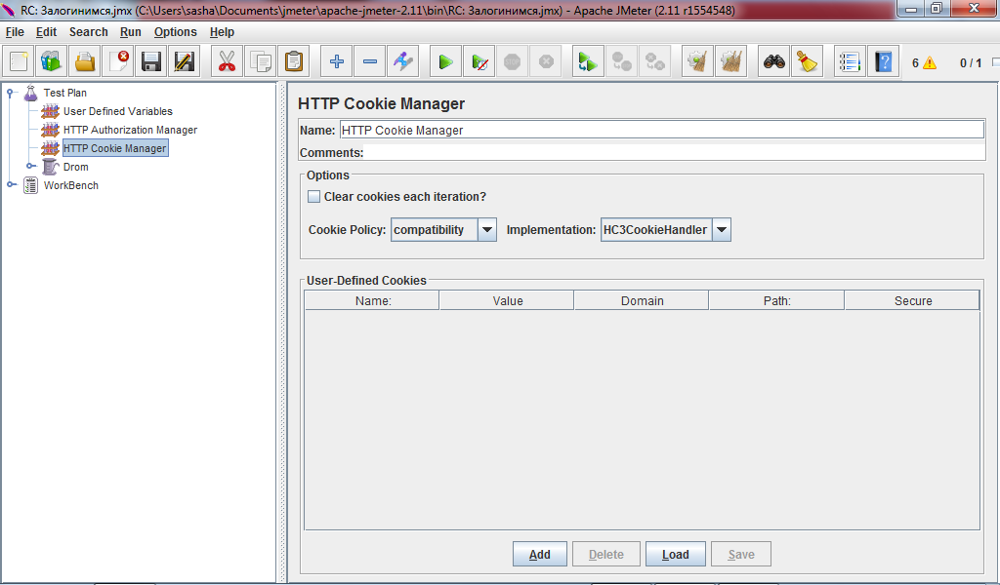 RC: Залогинимся.jmx (C:\Users\sasha\Documents\jmeter\apache-jmeter-2.11\bin\RC: Залогинимся.jmx) - Apache JMeter (2.11 r1554548)
File Edit Search Run Options Help
6 0 / 1
Test Plan
User Defined Variables
HTTP Authorization Manager
HTTP Cookie Manager
Drom
WorkBench
HTTP Cookie Manager
Name: HTTP Cookie Manager
Comments:
Options
Clear cookies each iteration?
Cookie Policy: compatibility Implementation: HC3CookieHandler
User-Defined Cookies
Name: Value Domain Path: Secure
Add Delete Load Save